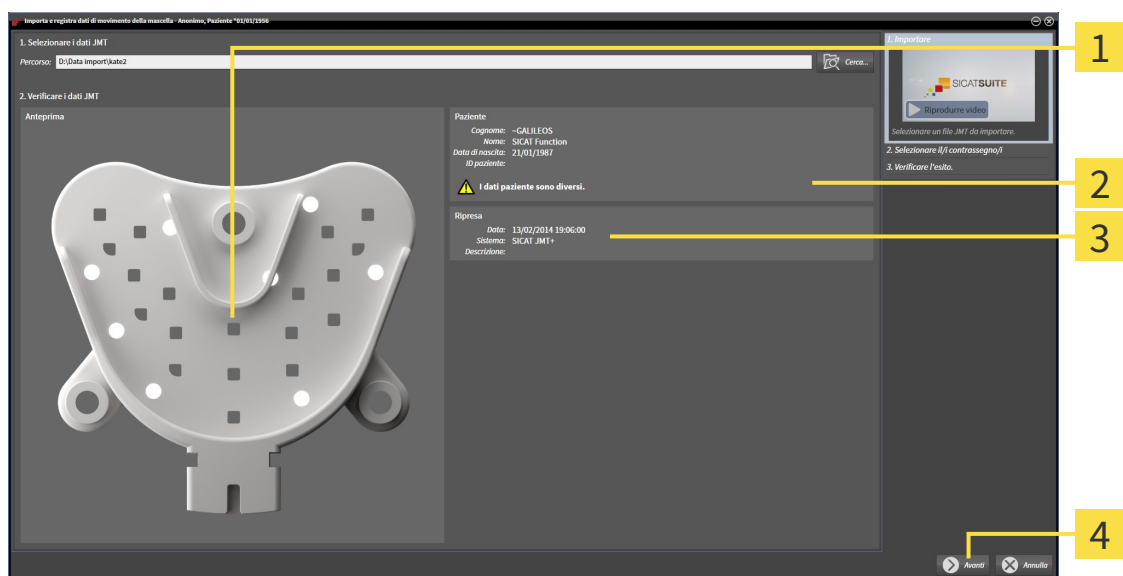 Importa e registra dati di movimento della mascella - Anonimo, Paziente *01/01/1956
1. Selezionare i dati JMT
Percorso: D:\Data import\kate2
Cerca...
2. Verificare i dati JMT
Anteprima
Paziente
Cognome: ~GALILEOS
Nome: SICAT Function
Data di nascita: 21/01/1987
ID paziente:
I dati paziente sono diversi.
Ripresa
Data: 13/02/2014 19:06:00
Sistema: SICAT JMT+
Descrizione:
1. Importare
SICATSUITE
Riprodurre video
Selezionare un file JMT da importare.
2. Selezionare il/i contrassegno/i
3. Verificare l'esito.
Avanti
Annulla
1
2
3
4